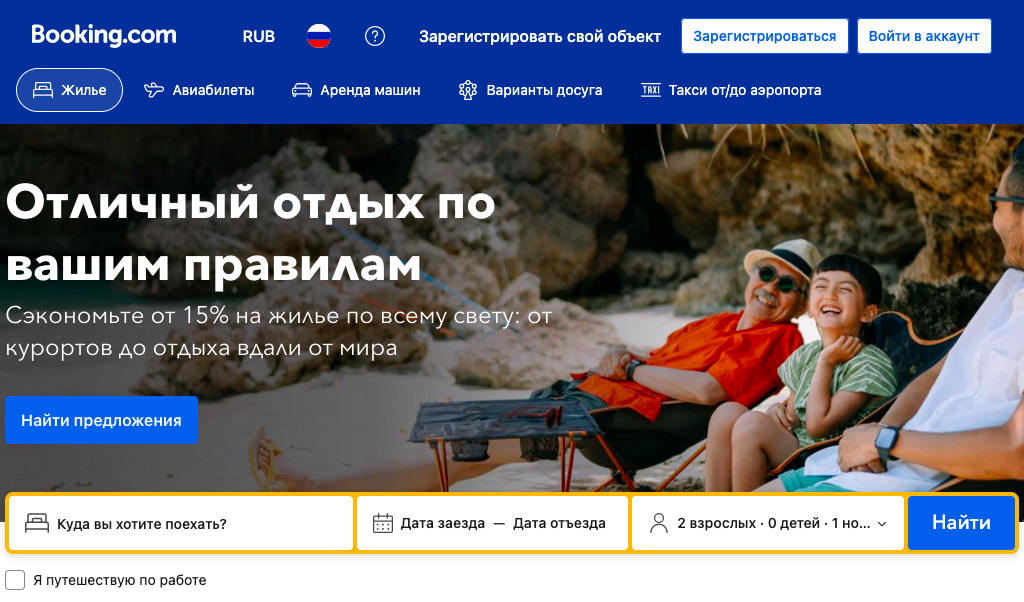 Booking.com
RUB
?
Зарегистрировать свой объект
Зарегистрироваться
Войти в аккаунт
Жилье
Авиабилеты
Аренда машин
Варианты досуга
TAXI
Такси от/до аэропорта
Отличный отдых по
вашим правилам
Сэкономьте от 15% на жилье по всему свету: от
курортов до отдыха вдали от мира
Найти предложения
Куда вы хотите поехать?
Дата заезда — Дата отъезда
2 взрослых · 0 детей · 1 но...
Найти
Я путешествую по работе